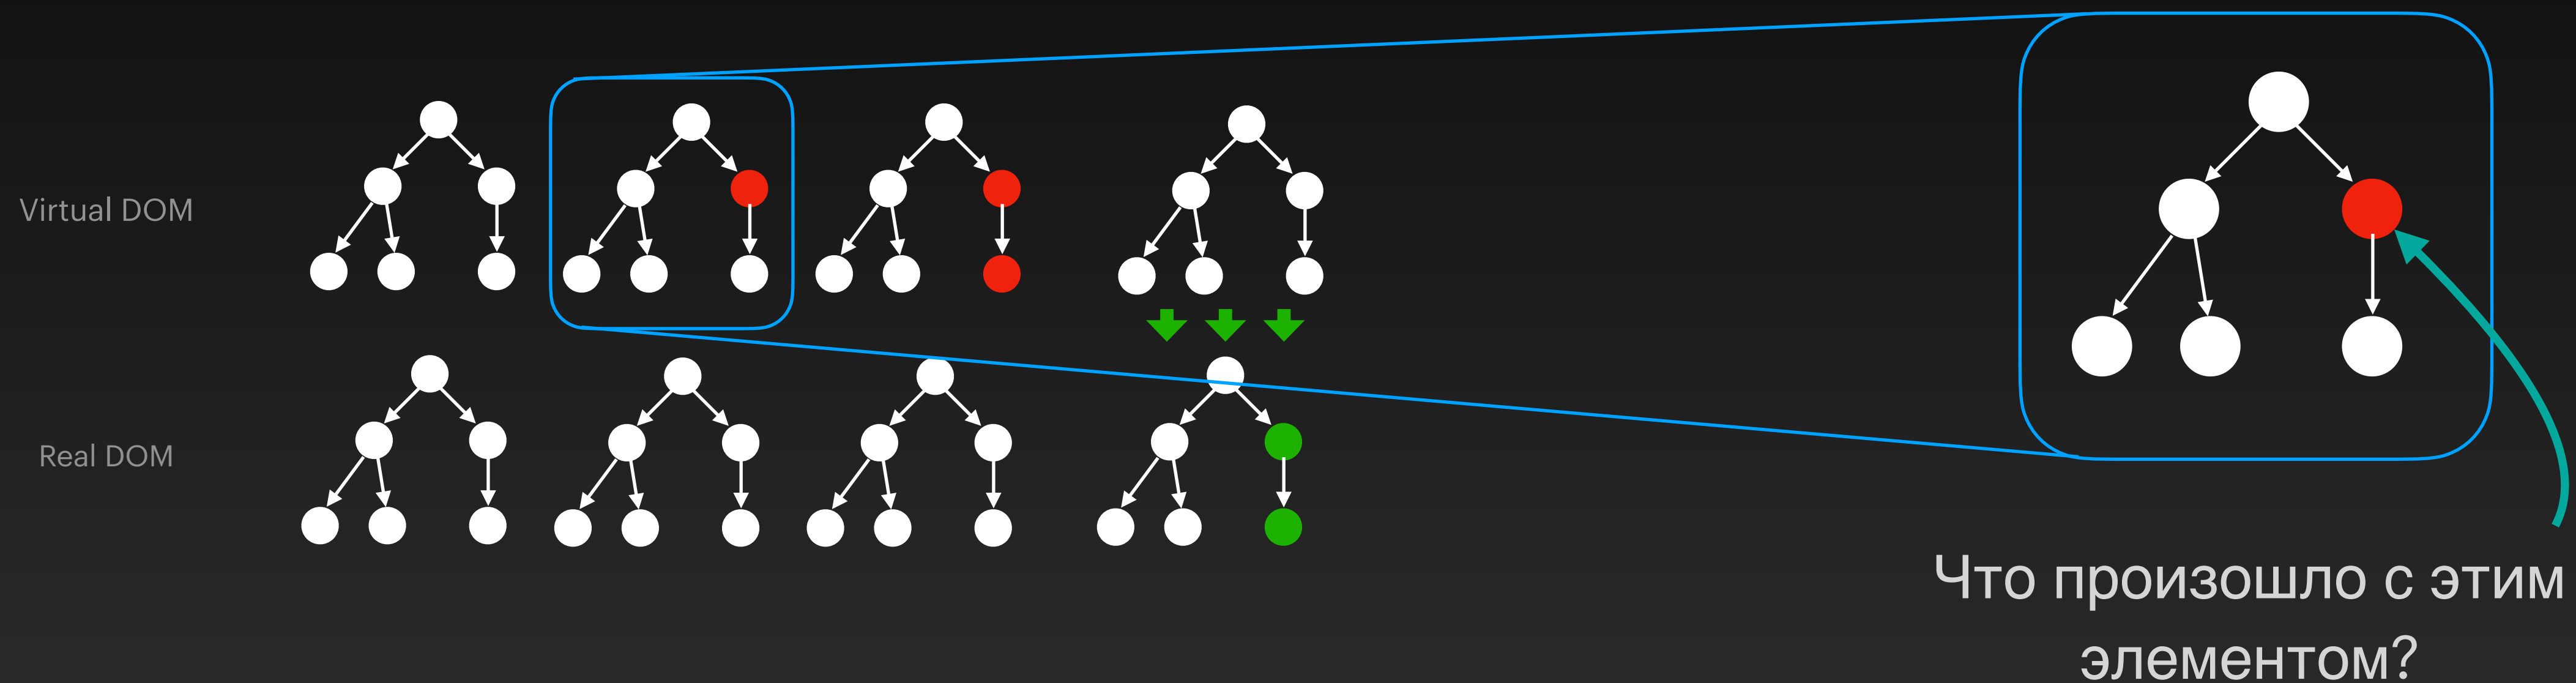 Virtual DOM
Real DOM
Что произошло с этим
элементом?